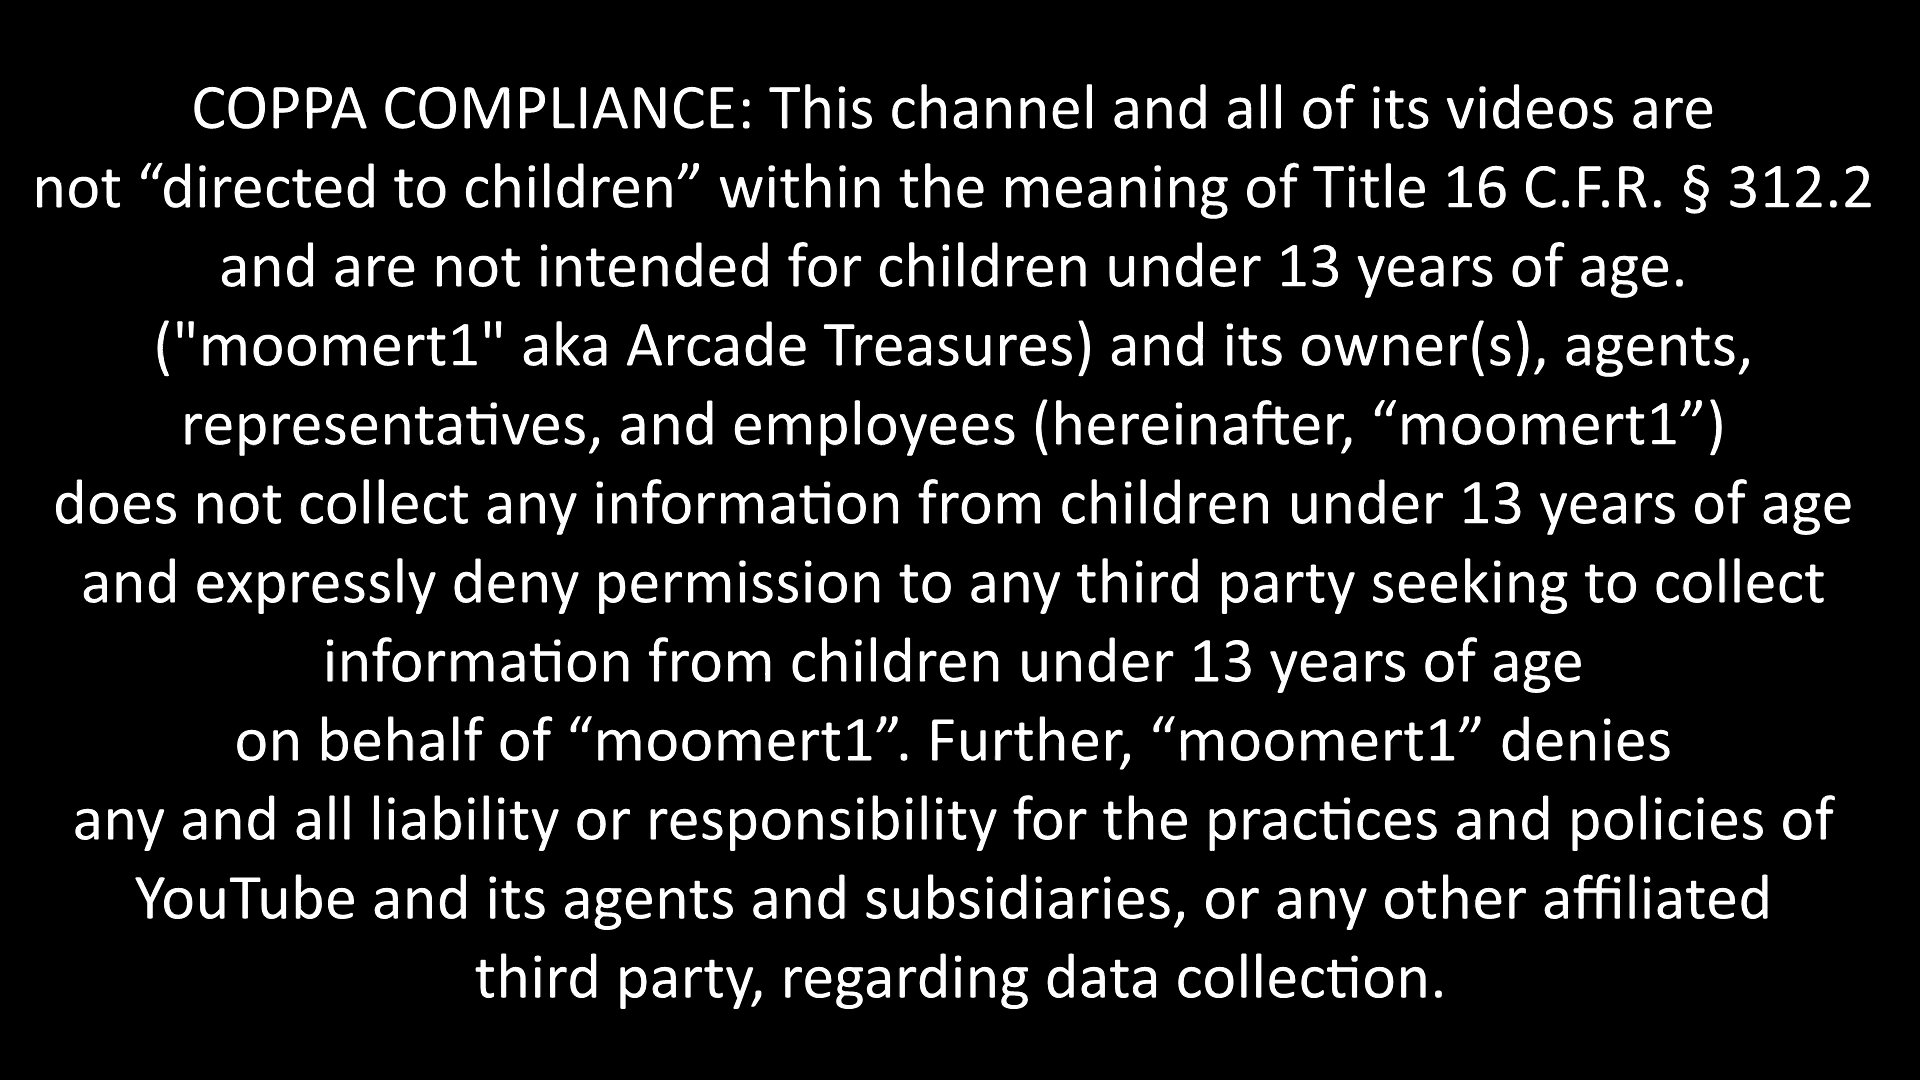 COPPA COMPLIANCE: This channel and all of its videos are
not “directed to children” within the meaning of Title 16 C.F.R. § 312.2
and are not intended for children under 13 years of age.
("moomert1" aka Arcade Treasures) and its owner(s), agents,
representatives, and employees (hereinafter, “moomert1”)
does not collect any information from children under 13 years of age
and expressly deny permission to any third party seeking to collect
information from children under 13 years of age
on behalf of “moomert1”. Further, “moomert1” denies
any and all liability or responsibility for the practices and policies of
YouTube and its agents and subsidiaries, or any other affiliated
third party, regarding data collection.